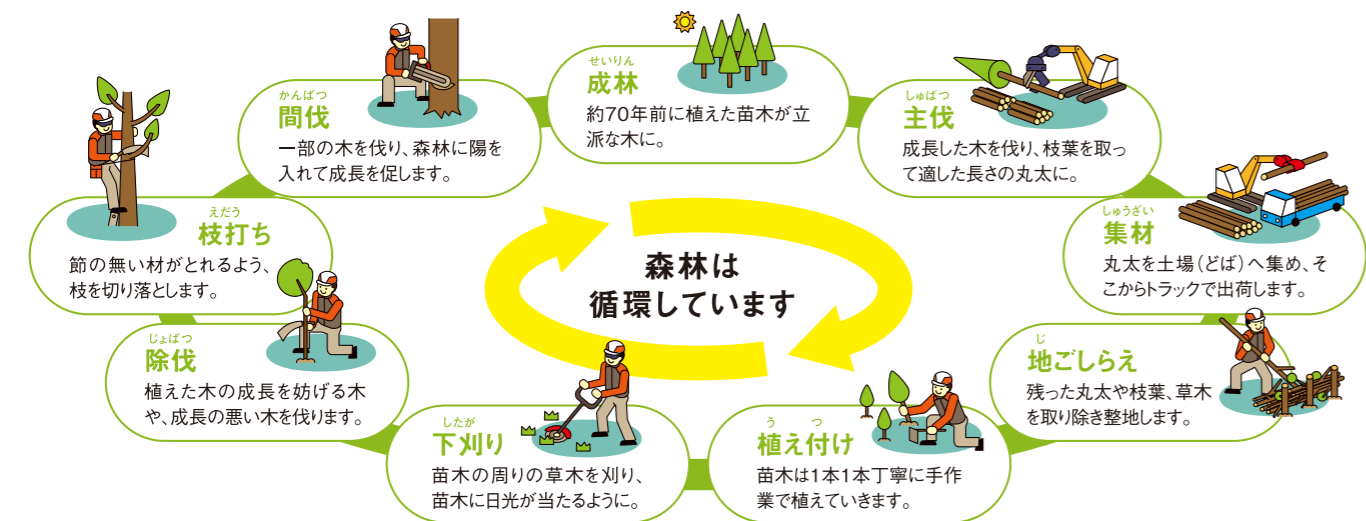 森林は
循環しています
せいりん
成林
約70年前に植えた苗木が立
派な木に。
しゅばつ
主伐
成長した木を伐り、枝葉を取っ
て適した長さの丸太に。
しゅうざい
集材
丸太を土場(どば)へ集め、そ
こからトラックで出荷します。
じ
地ごしらえ
残った丸太や枝葉、草木
を取り除き整地します。
う つ
植え付け
苗木は1本1本丁寧に手作
業で植えていきます。
したが
下刈り
苗木の周りの草木を刈り、
苗木に日光が当たるように。
じょばつ
除伐
植えた木の成長を妨げる木
や、成長の悪い木を伐ります。
えだう
枝打ち
節の無い材がとれるよう、
枝を切り落とします。
かんばつ
間伐
一部の木を伐り、森林に陽を
入れて成長を促します。